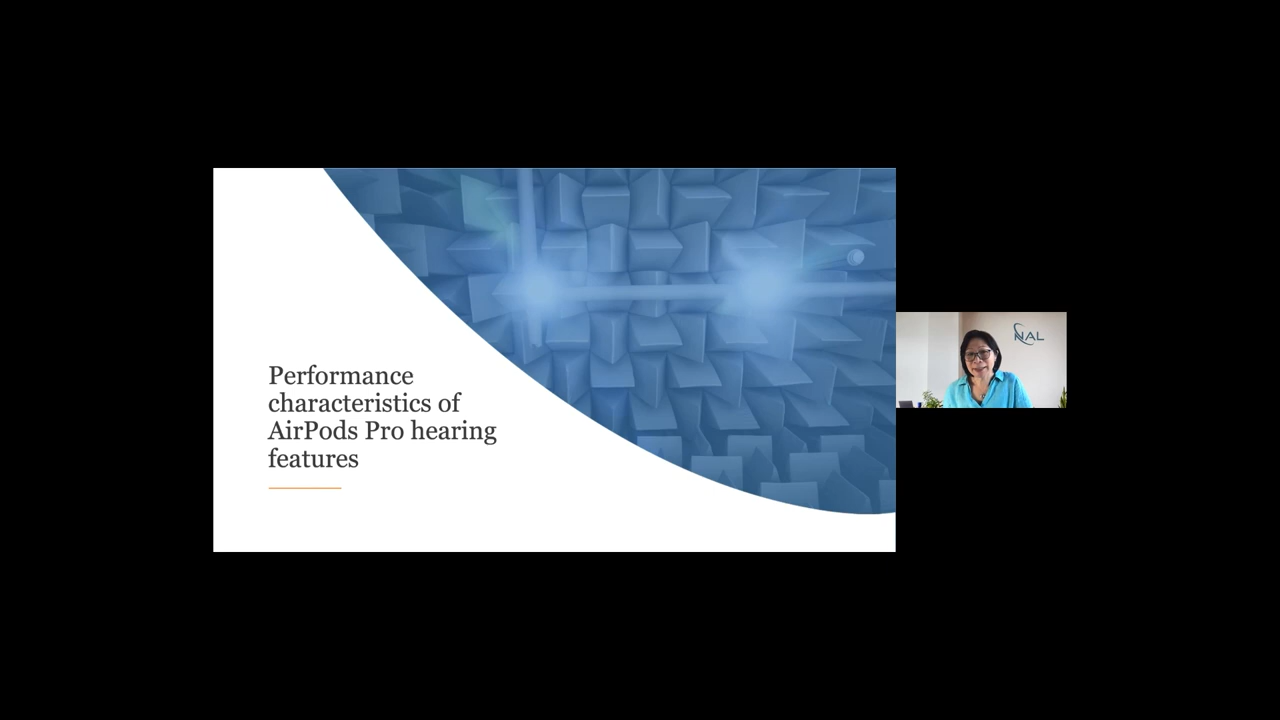 Performance
characteristics of
AirPods Pro hearing
features
NAL